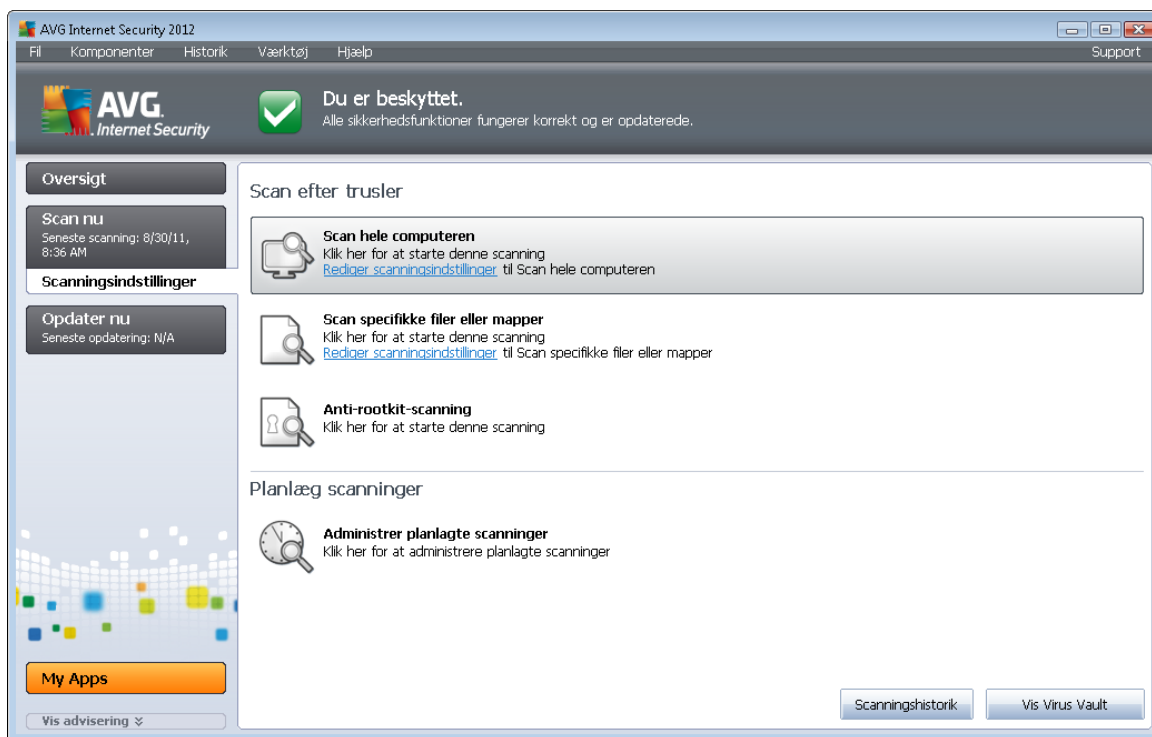 AVG Internet Security 2012
Fil Komponenter Historik Værktøj Hjælp Support
AVG.
Internet Security
Du er beskyttet.
Alle sikkerhedsfunktioner fungerer korrekt og er opdaterede.
Oversigt
Scan nu
Seneste scanning: 8/30/11,
8:36 AM
Scanningsindstillinger
Opdater nu
Seneste opdatering: N/A
My Apps
Vis advisering
Scan efter trusler
Scan hele computeren
Klik her for at starte denne scanning
Rediger scanningsindstillinger til Scan hele computeren
Scan specifikke filer eller mapper
Klik her for at starte denne scanning
Rediger scanningsindstillinger til Scan specifikke filer eller mapper
Anti-rootkit-scanning
Klik her for at starte denne scanning
Planlæg scanninger
Administrer planlagte scanninger
Klik her for at administrere planlagte scanninger
Scanningshistorik
Vis Virus Vault